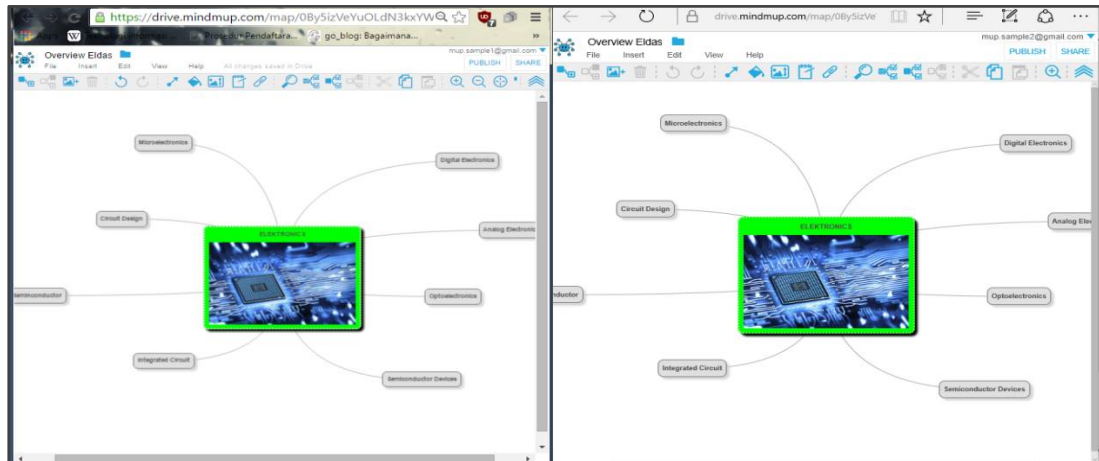 https://drive.mindmup.com/map/0By5izVeYuOLdN3kxYW
Apps
Prosedur Pendaftara...
go_blog: Bagaimana...
»
mup.sample1@gmail.com
Overview Eldas
File Insert Edit View Help All changes saved in Drive
PUBLISH SHARE
Microelectronics
Digital Electronics
Circuit Design
Analog Electronic
ELEKTRONICS
Semiconductor
Optoelectronics
Integrated Circuit
Semiconductor Devices
drive.mindmup.com/map/0By5izVe
mup.sample2@gmail.com
Overview Eldas
File Insert Edit View Help
PUBLISH SHARE
Microelectronics
Digital Electronics
Circuit Design
Analog Elec
ELEKTRONICS
nductor
Optoelectronics
Integrated Circuit
Semiconductor Devices